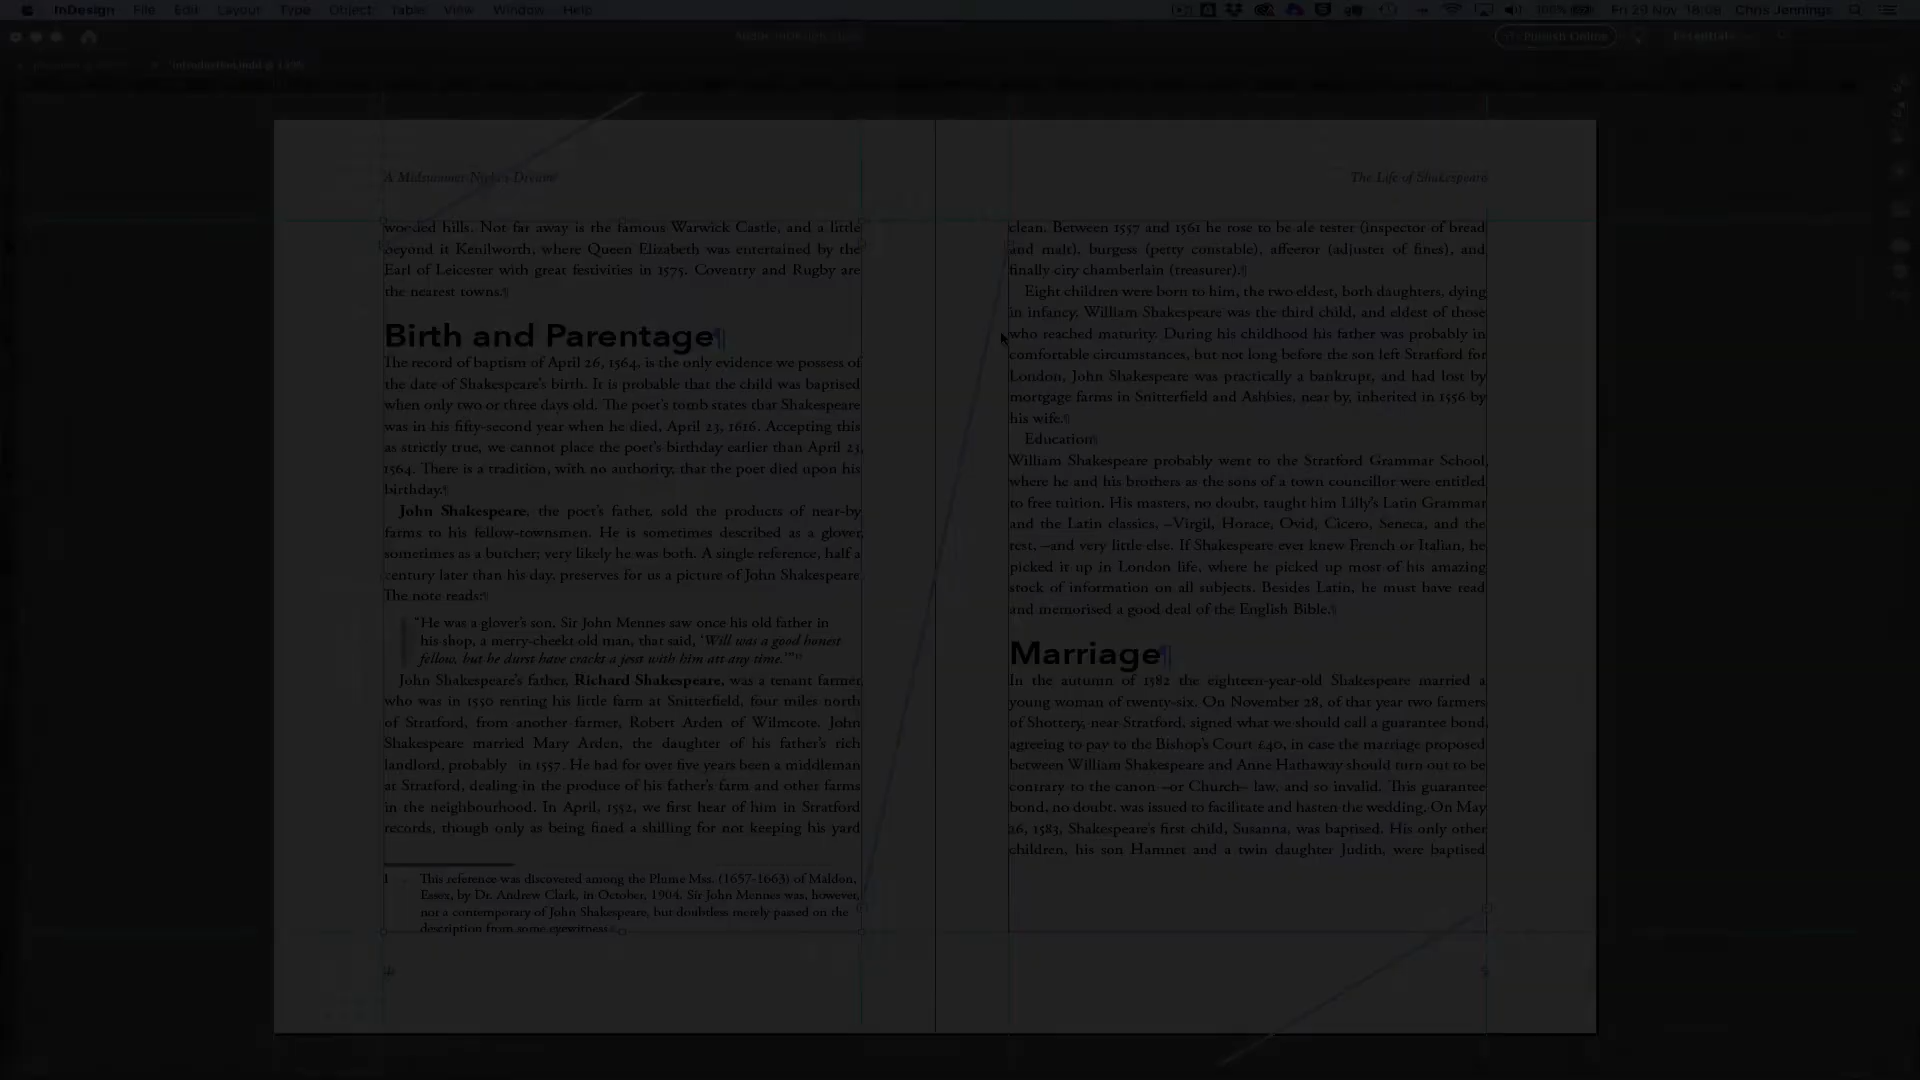 InDesign File Edit Layout Type Object Table View Window Help
100% Fri 29 Nov 18:08 Chris Jennings
Publish Online Essentials
A Midsummer Night's Dream
wooded hills. Not far away is the famous Warwick Castle, and a little
beyond it Kenilworth, where Queen Elizabeth was entertained by the
Earl of Leicester with great festivities in 1575. Coventry and Rugby are
the nearest towns.¶
Birth and Parentage¶
The record of baptism of April 26, 1564, is the only evidence we possess of
the date of Shakespeare's birth. It is probable that the child was baptised
when only two or three days old. The poet's tomb states that Shakespeare
was in his fifty-second year when he died, April 23, 1616. Accepting this
as strictly true, we cannot place the poet's birthday earlier than April 23,
1564. There is a tradition, with no authority, that the poet died upon his
birthday.¶
John Shakespeare, the poet's father, sold the products of near-by
farms to his fellow-townsmen. He is sometimes described as a glover,
sometimes as a butcher; very likely he was both. A single reference, half a
century later than his day, preserves for us a picture of John Shakespeare.
The note reads:¶
“He was a glover's son. Sir John Mennes saw once his old father in
his shop, a merry-cheekt old man, that said, ‘Will was a good honest
fellow, but he durst have crackt a jesst with him att any time.’”¹
John Shakespeare's father, Richard Shakespeare, was a tenant farmer,
who was in 1550 renting his little farm at Snitterfield, four miles north
of Stratford, from another farmer, Robert Arden of Wilmcote. John
Shakespeare married Mary Arden, the daughter of his father's rich
landlord, probably in 1557. He had for over five years been a middleman
at Stratford, dealing in the produce of his father's farm and other farms
in the neighbourhood. In April, 1552, we first hear of him in Stratford
records, though only as being fined a shilling for not keeping his yard
1 This reference was discovered among the Plume Mss. (1657-1663) of Maldon,
Essex, by Dr. Andrew Clark, in October, 1904. Sir John Mennes was, however,
not a contemporary of John Shakespeare, but doubtless merely passed on the
description from some eyewitness
The Life of Shakespeare
clean. Between 1557 and 1561 he rose to be ale tester (inspector of bread
and malt), burgess (petty constable), affeeror (adjuster of fines), and
finally city chamberlain (treasurer).¶
Eight children were born to him, the two eldest, both daughters, dying
in infancy. William Shakespeare was the third child, and eldest of those
who reached maturity. During his childhood his father was probably in
comfortable circumstances, but not long before the son left Stratford for
London, John Shakespeare was practically a bankrupt, and had lost by
mortgage farms in Snitterfield and Ashbies, near by, inherited in 1556 by
his wife.¶
Education¶
William Shakespeare probably went to the Stratford Grammar School,
where he and his brothers as the sons of a town councillor were entitled
to free tuition. His masters, no doubt, taught him Lilly's Latin Grammar
and the Latin classics, –Virgil, Horace, Ovid, Cicero, Seneca, and the
rest, –and very little else. If Shakespeare ever knew French or Italian, he
picked it up in London life, where he picked up most of his amazing
stock of information on all subjects. Besides Latin, he must have read
and memorised a good deal of the English Bible.¶
Marriage¶
In the autumn of 1582 the eighteen-year-old Shakespeare married a
young woman of twenty-six. On November 28, of that year two farmers
of Shottery, near Stratford, signed what we should call a guarantee bond,
agreeing to pay to the Bishop's Court £40, in case the marriage proposed
between William Shakespeare and Anne Hathaway should turn out to be
contrary to the canon –or Church– law, and so invalid. This guarantee
bond, no doubt, was issued to facilitate and hasten the wedding. On May
26, 1583, Shakespeare's first child, Susanna, was baptised. His only other
children, his son Hamnet and a twin daughter Judith, were baptised